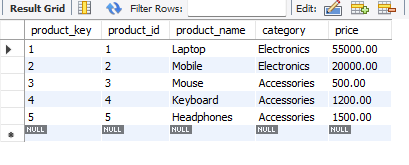 Result Grid Filter Rows: Edit:
product_key product_id product_name category price
1 1 Laptop Electronics 55000.00
2 2 Mobile Electronics 20000.00
3 3 Mouse Accessories 500.00
4 4 Keyboard Accessories 1200.00
5 5 Headphones Accessories 1500.00
NULL NULL NULL NULL NULL